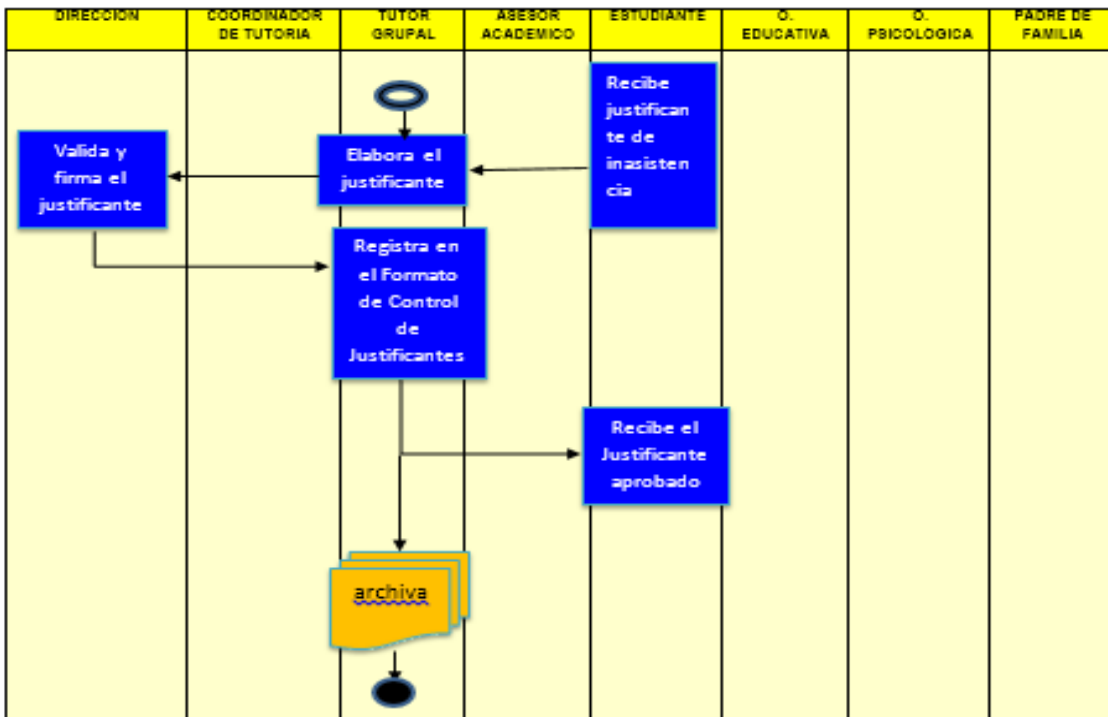 DIRECCION
COORDINADOR
DE TUTORIA
TUTOR
GRUPAL
ASESOR
ACADEMICO
ESTUDIANTE
O.
EDUCATIVA
O.
PSICOLOGICA
PADRE DE
FAMILIA
Recibe
justifican
te de
inasisten
cia
Valida y
firma el
justificante
Elabora el
justificante
Registra en
el Formato
de Control
de
Justificantes
Recibe el
Justificante
aprobado
archiva